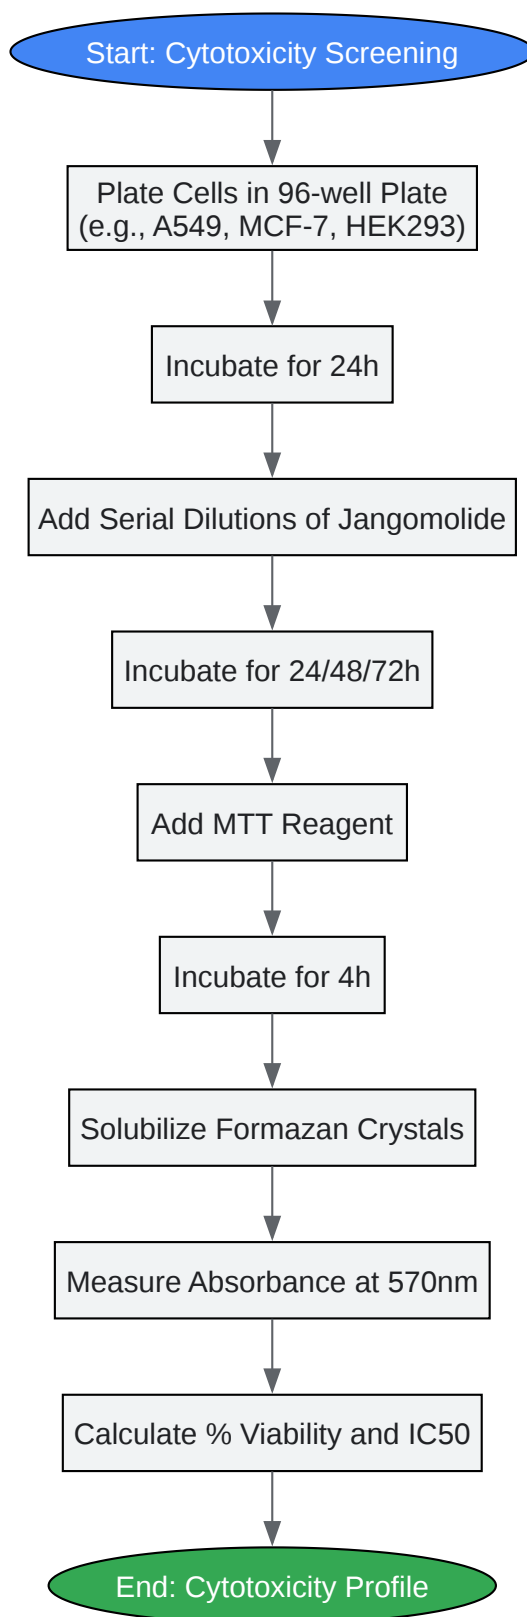 Start: Cytotoxicity Screening
Plate Cells in 96-well Plate
(e.g., A549, MCF-7, HEK293)
Incubate for 24h
Add Serial Dilutions of Jangomolide
Incubate for 24/48/72h
Add MTT Reagent
Incubate for 4h
Solubilize Formazan Crystals
Measure Absorbance at 570nm
Calculate % Viability and IC50
End: Cytotoxicity Profile